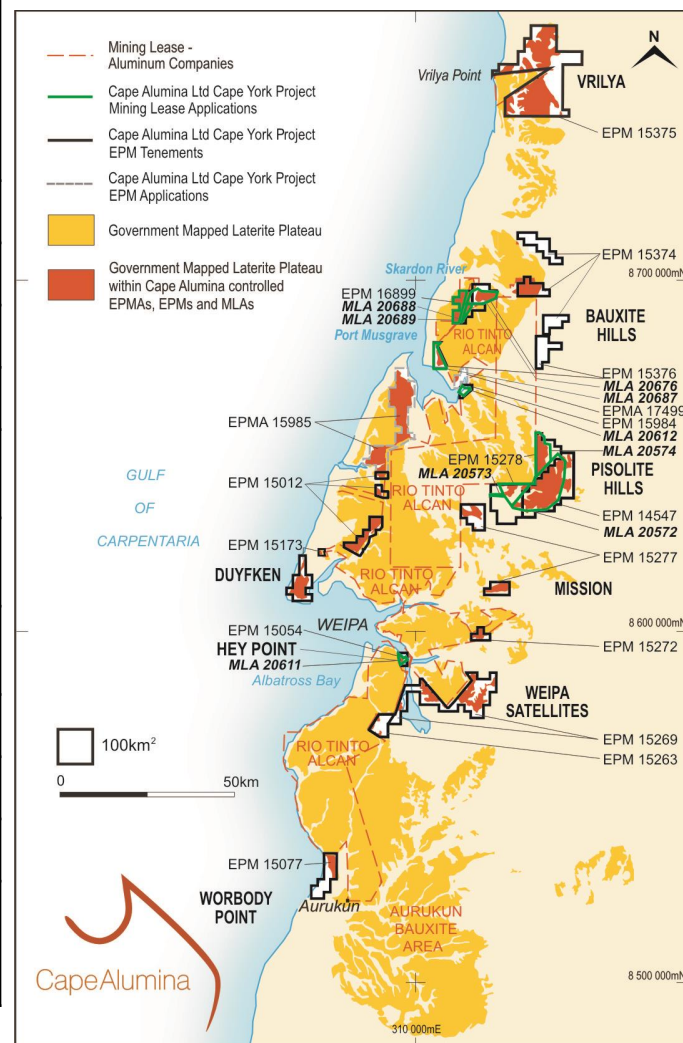 Mining Lease -
Aluminum Companies
Cape Alumina Ltd Cape York Project
Mining Lease Applications
Cape Alumina Ltd Cape York Project
EPM Tenements
Cape Alumina Ltd Cape York Project
EPM Applications
Government Mapped Laterite Plateau
Government Mapped Laterite Plateau
within Cape Alumina controlled
EPMAs, EPMs and MLAs
N
Vrilya Point
VRILYA
EPM 15375
EPM 15374
8 700 000mN
Skardon River
EPM 16899
MLA 20688
MLA 20689
Port Musgrave
RIO TINTO
ALCAN
BAUXITE
HILLS
EPM 15376
MLA 20676
MLA 20687
EPMA 17499
EPM 15984
MLA 20612
MLA 20574
EPMA 15985
EPM 15278
MLA 20573
PISOLITE
HILLS
GULF
OF
CARPENTARIA
EPM 15012
RIO TINTO
ALCAN
EPM 14547
MLA 20572
EPM 15173
EPM 15277
DUYFKEN
RIO TINTO
ALCAN
MISSION
WEIPA
8 600 000mN
EPM 15054
HEY POINT
MLA 20611
EPM 15272
Albatross Bay
WEIPA
SATELLITES
100km²
RIO TINTO
ALCAN
EPM 15269
EPM 15263
0
50km
EPM 15077
WORBODY
POINT
Aurukun
AURUKUN
BAUXITE
AREA
CapeAlumina
8 500 000mN
310 000mE